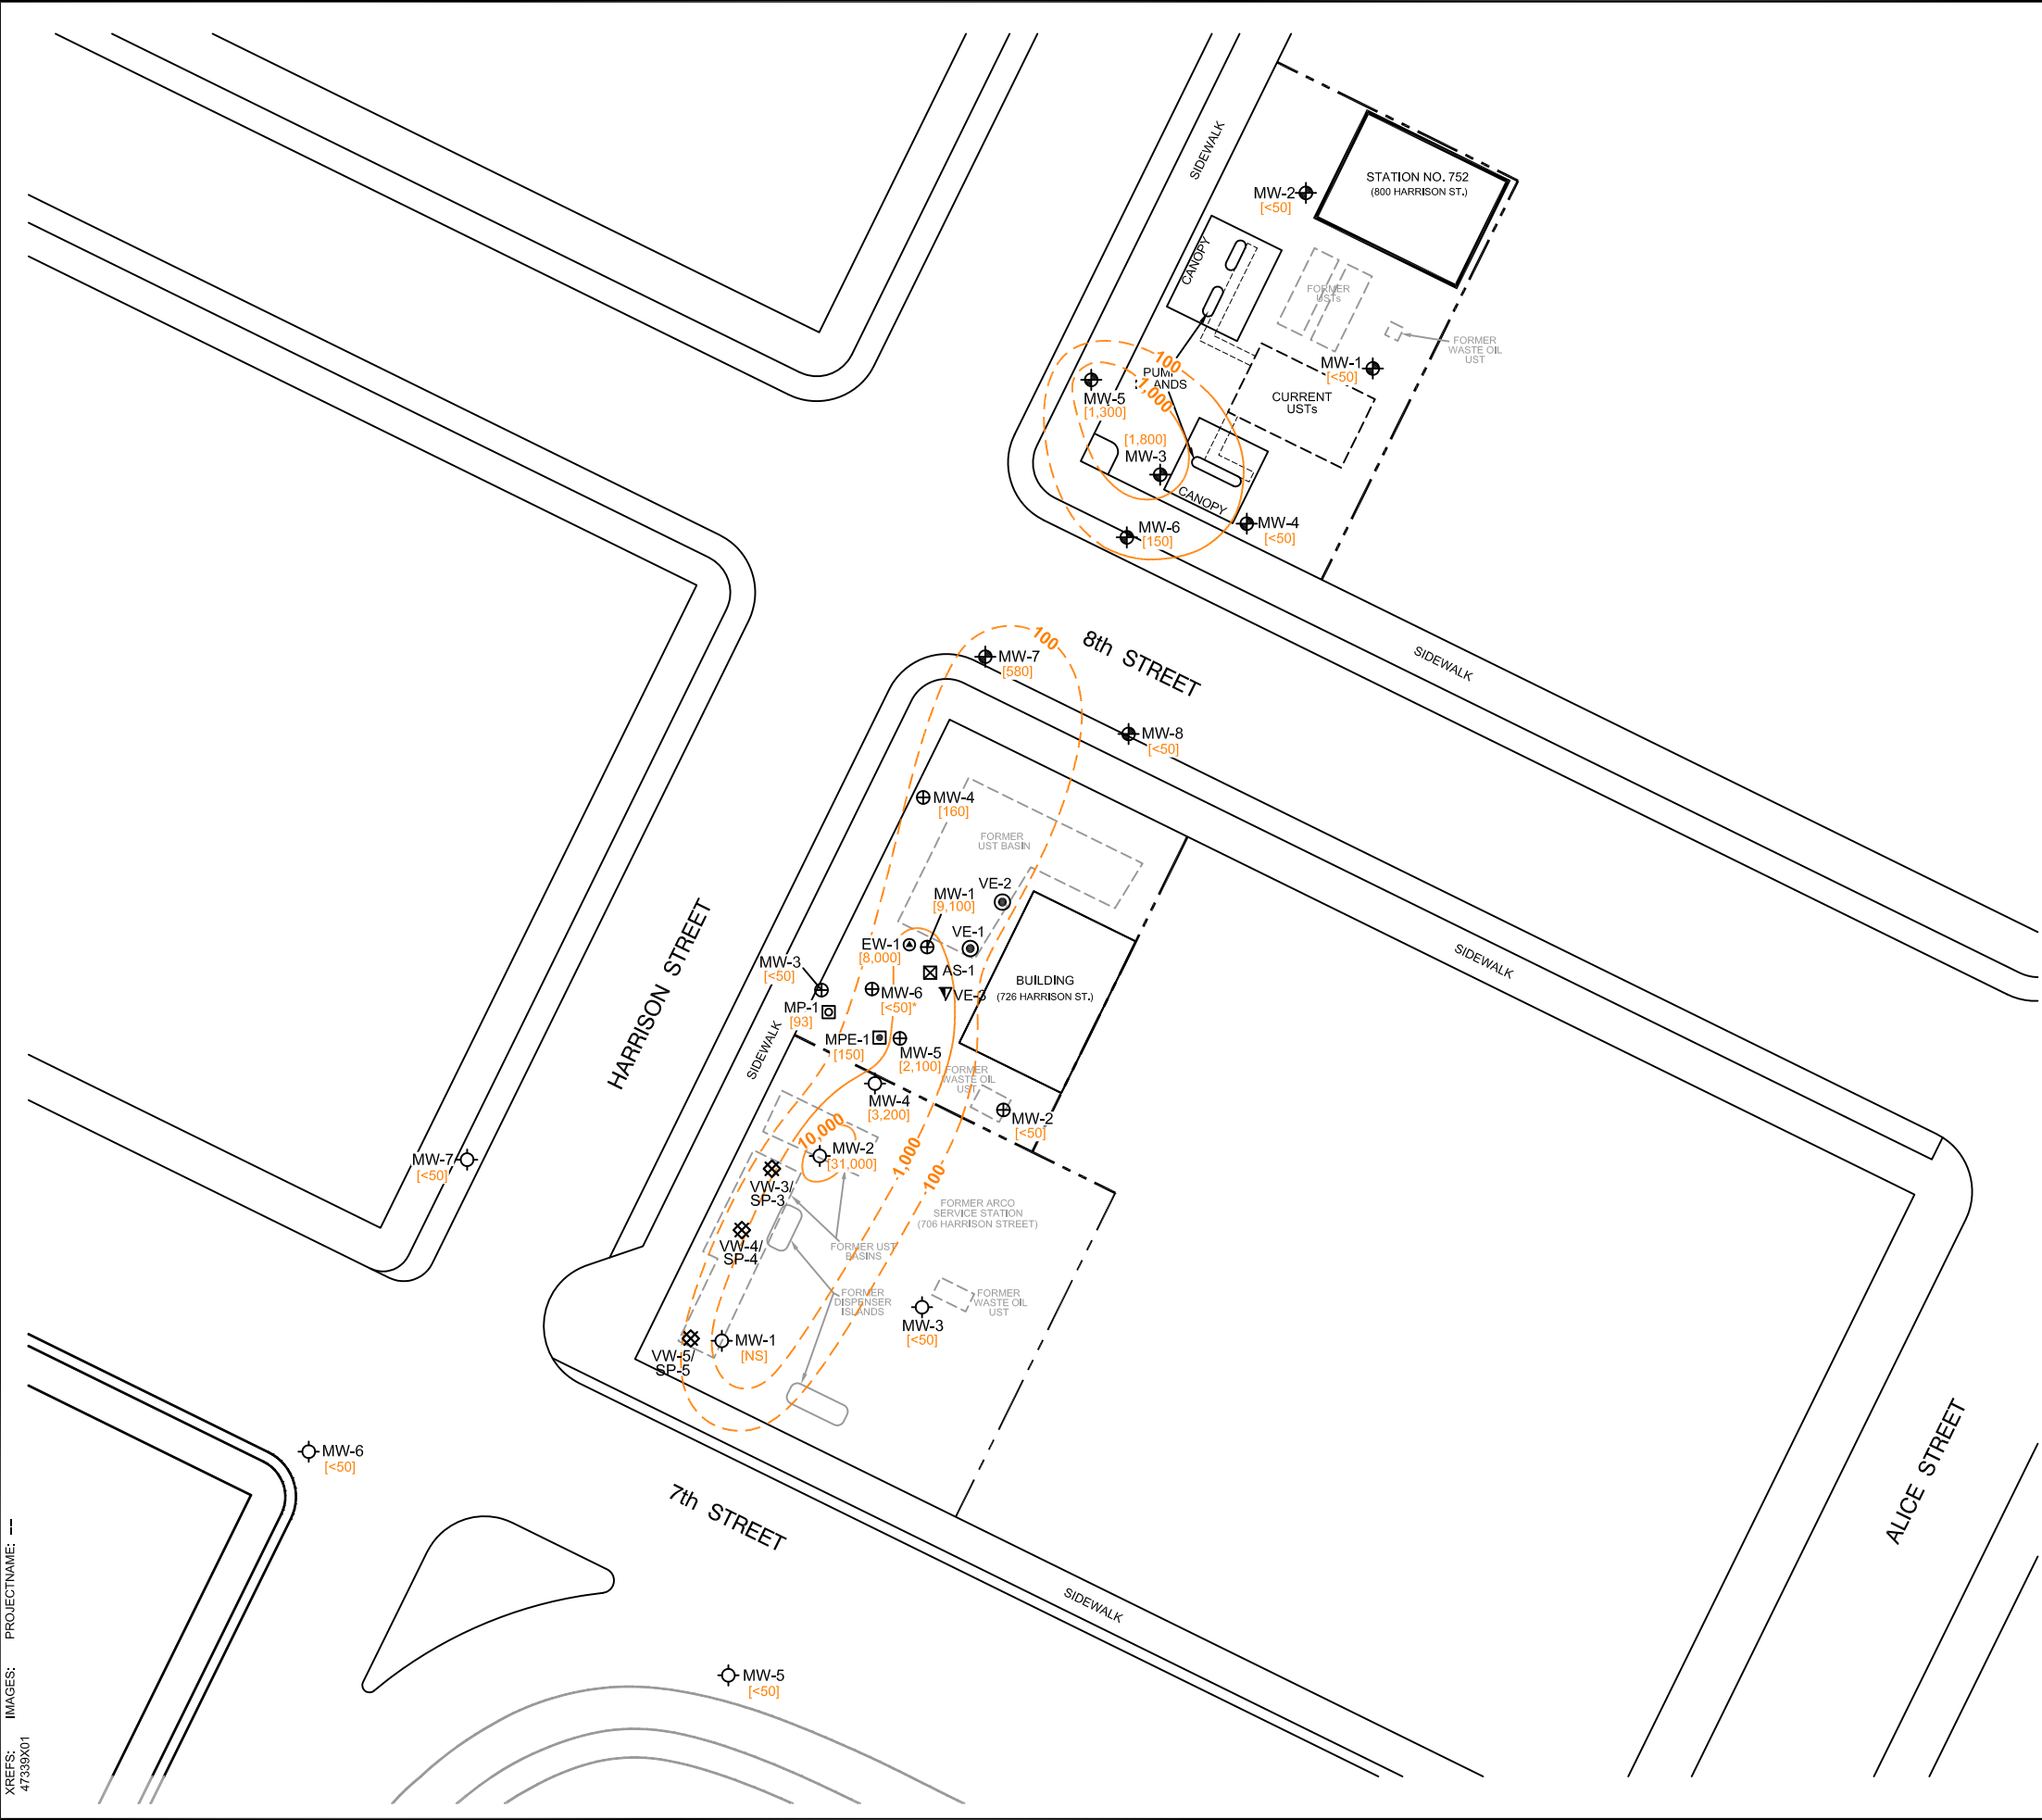 SIDEWALK
STATION NO. 752
(800 HARRISON ST.)
MW-2
[<50]
CANOPY
FORMER
USTs
FORMER
WASTE OIL
UST
MW-1
[<50]
100
1,000
MW-5
[1,300]
CURRENT
USTs
[1,800]
MW-3
CANOPY
MW-6
[150]
MW-4
[<50]
100
MW-7
[580]
8th STREET
SIDEWALK
MW-8
[<50]
MW-4
[160]
FORMER
UST BASIN
MW-1
[9,100]
VE-2
EW-1
[8,000]
VE-1
MW-3
[<50]
AS-1
MW-6
[<50]*
VE-3
BUILDING
(726 HARRISON ST.)
MP-1
[93]
MPE-1
[150]
MW-5
[2,100]
SIDEWALK
HARRISON STREET
SIDEWALK
FORMER
WASTE OIL
UST
MW-4
[3,200]
MW-2
[<50]
10,000
MW-2
[31,000]
1,000
100
MW-7
[<50]
VW-3/
SP-3
VW-4/
SP-4
FORMER UST
BASINS
FORMER ARCO
SERVICE STATION
(706 HARRISON STREET)
FORMER
DISPENSER
ISLANDS
FORMER
WASTE OIL
UST
MW-3
[<50]
MW-1
[NS]
VW-5/
SP-5
MW-6
[<50]
7th STREET
ALICE STREET
SIDEWALK
MW-5
[<50]
XREFS: IMAGES: PROJECTNAME: --
47339X01